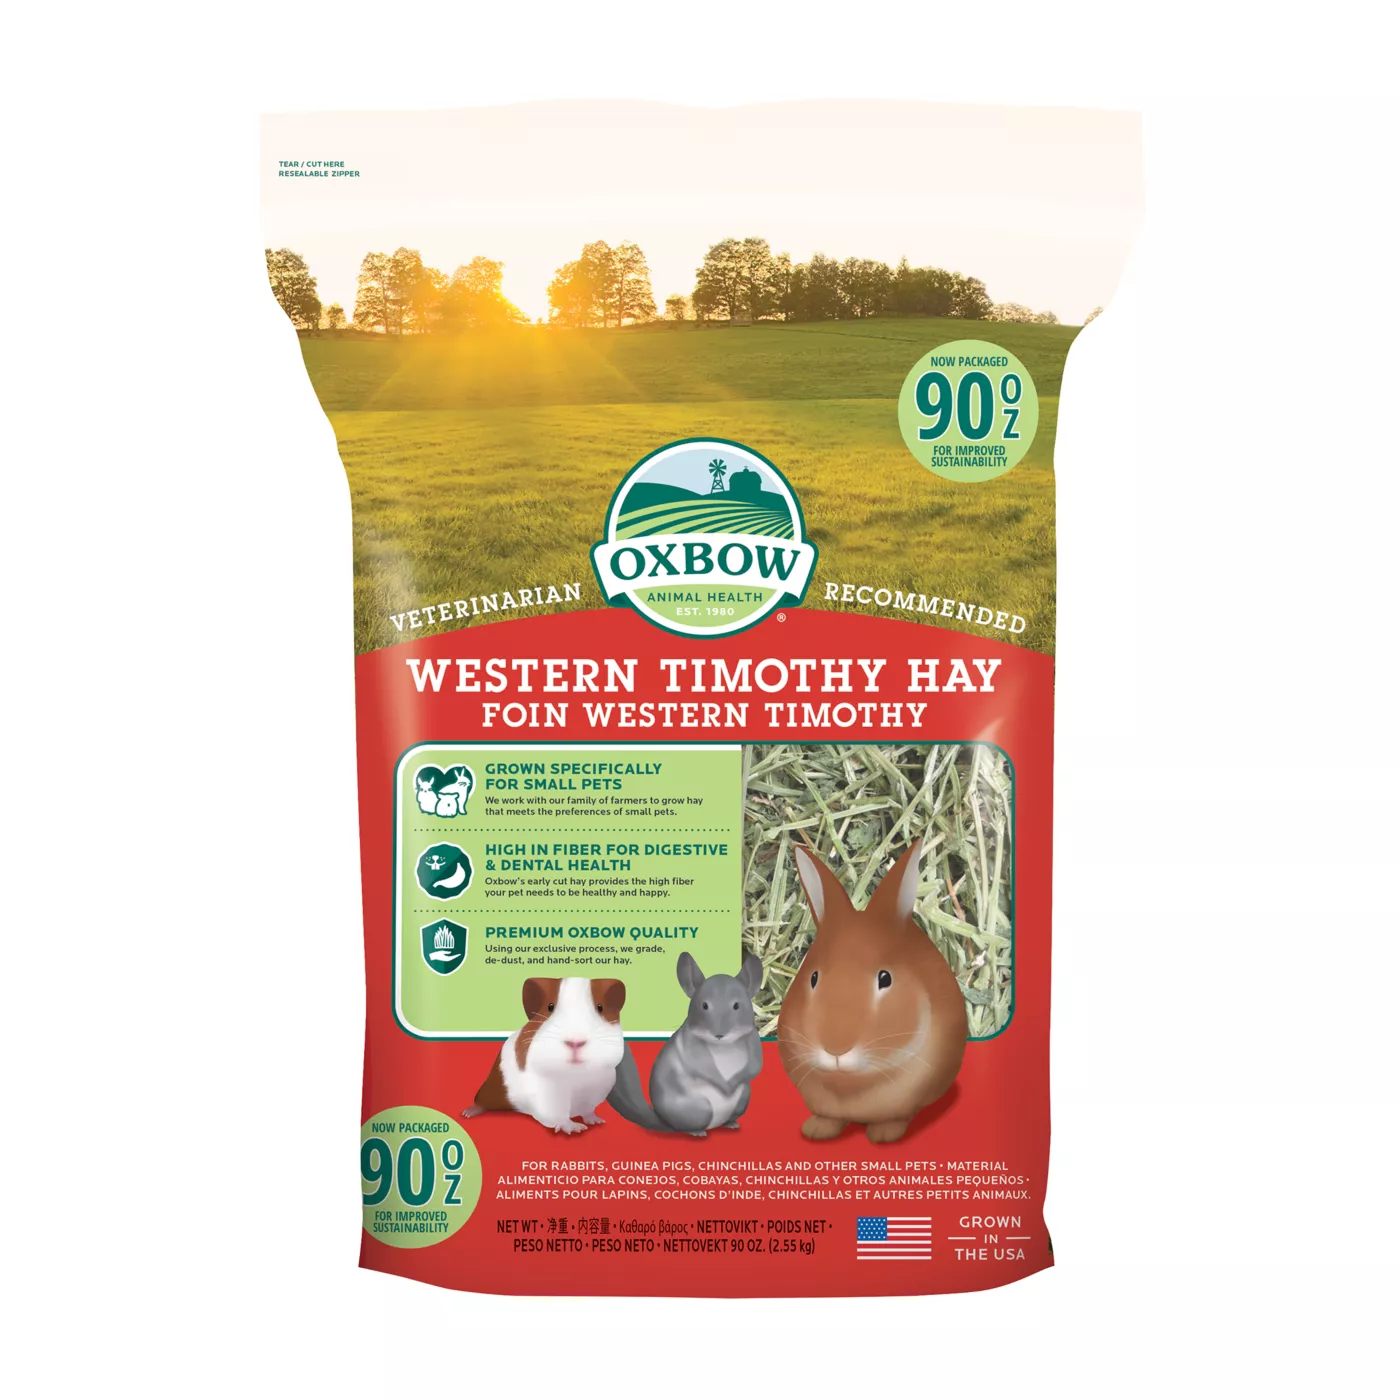 TEAR / CUT HERE
RESEALABLE ZIPPER
NOW PACKAGED
90 OZ
FOR IMPROVED
SUSTAINABILITY
OXBOW
ANIMAL HEALTH
EST. 1980
®
VETERINARIAN RECOMMENDED
WESTERN TIMOTHY HAY
FOIN WESTERN TIMOTHY
GROWN SPECIFICALLY
FOR SMALL PETS
We work with our family of farmers to grow hay
that meets the preferences of small pets.
HIGH IN FIBER FOR DIGESTIVE
& DENTAL HEALTH
Oxbow's early cut hay provides the high fiber
your pet needs to be healthy and happy.
PREMIUM OXBOW QUALITY
Using our exclusive process, we grade,
de-dust, and hand-sort our hay.
NOW PACKAGED
90 OZ
FOR IMPROVED
SUSTAINABILITY
FOR RABBITS, GUINEA PIGS, CHINCHILLAS AND OTHER SMALL PETS • MATERIAL
ALIMENTICIO PARA CONEJOS, COBAYAS, CHINCHILLAS Y OTROS ANIMALES PEQUEÑOS •
ALIMENTS POUR LAPINS, COCHONS D'INDE, CHINCHILLAS ET AUTRES PETITS ANIMAUX.
NET WT • 净重 • 内容量 • Καθαρό βάρος • NETTOVIKT • POIDS NET •
PESO NETTO • PESO NETO • NETTOVEKT 90 OZ. (2.55 kg)
GROWN
IN
THE USA